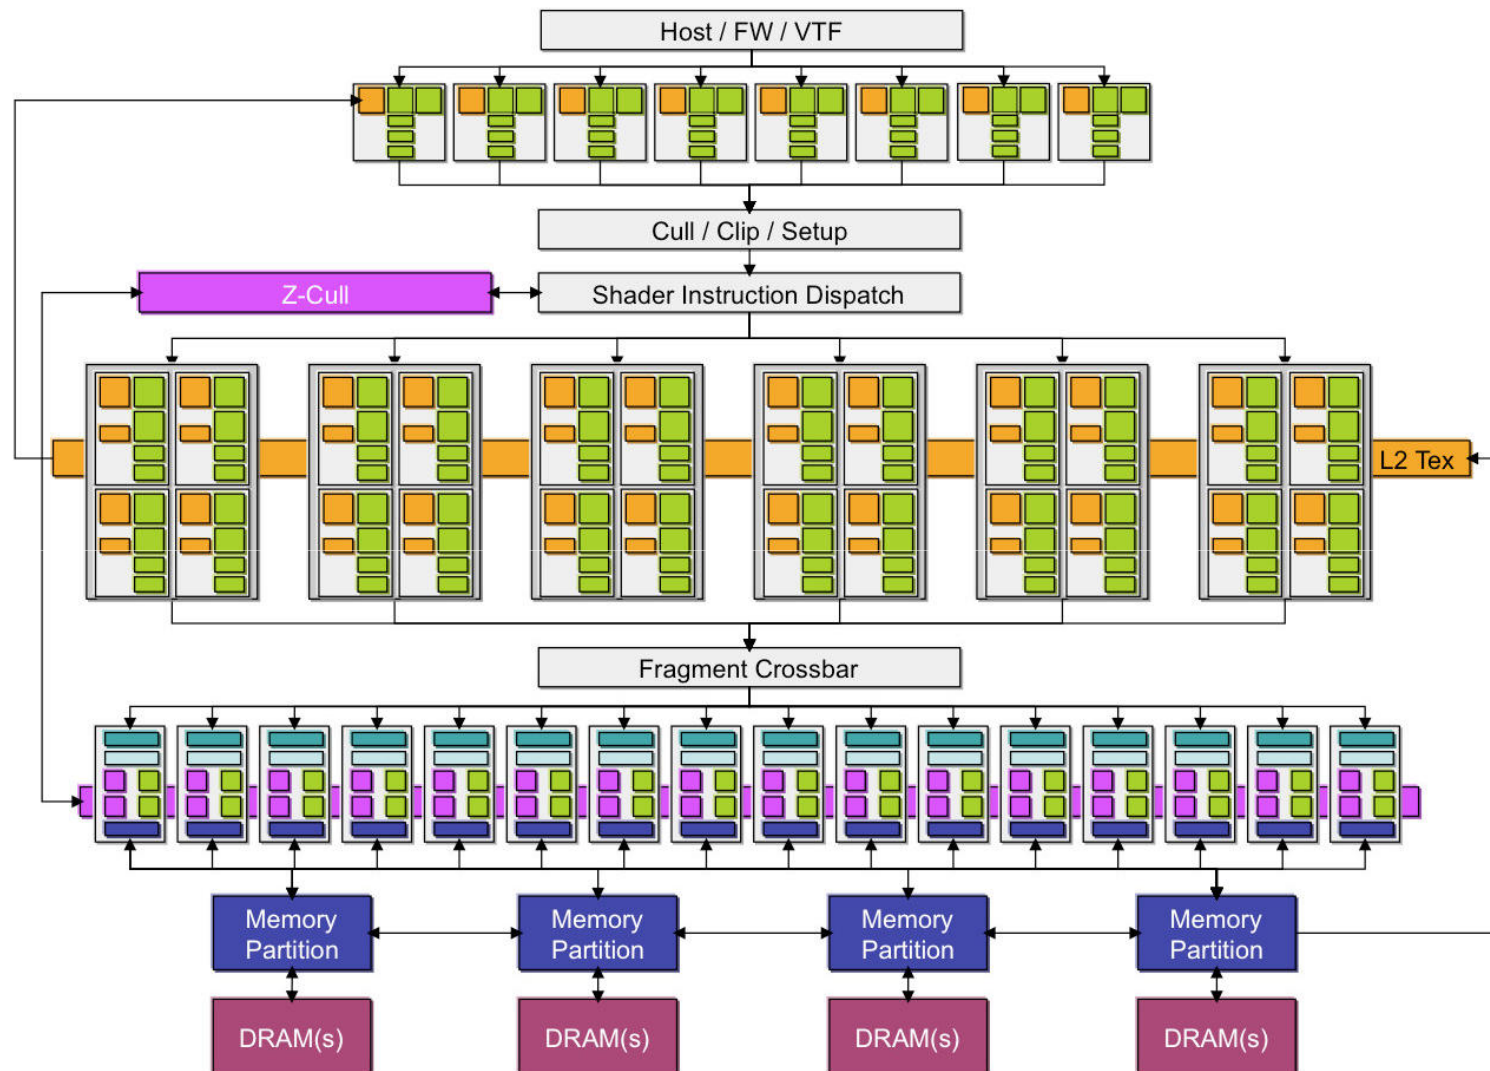 Host / FW / VTF
Cull / Clip / Setup
Z-Cull
Shader Instruction Dispatch
L2 Tex
Fragment Crossbar
Memory
Partition
Memory
Partition
Memory
Partition
Memory
Partition
DRAM(s)
DRAM(s)
DRAM(s)
DRAM(s)